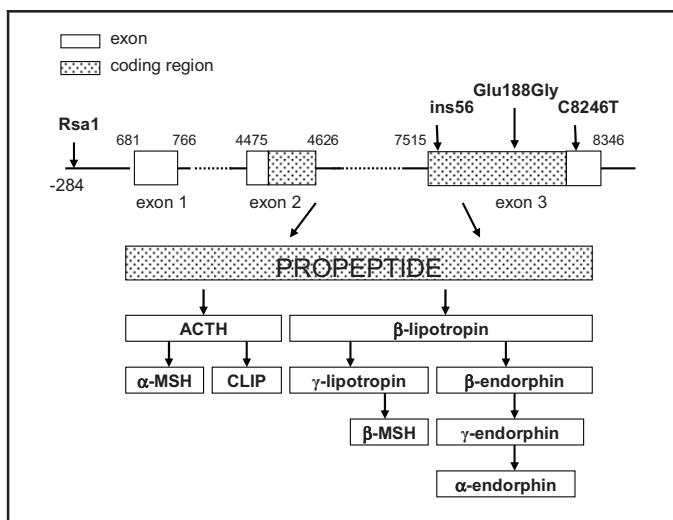 exon
coding region
Glu188Gly
ins56
C8246T
Rsa1
681
766
4475
4626
7515
8346
-284
exon 1
exon 2
exon 3
PROPEPTIDE
ACTH
β-lipotropin
α-MSH
CLIP
γ-lipotropin
β-endorphin
β-MSH
γ-endorphin
α-endorphin